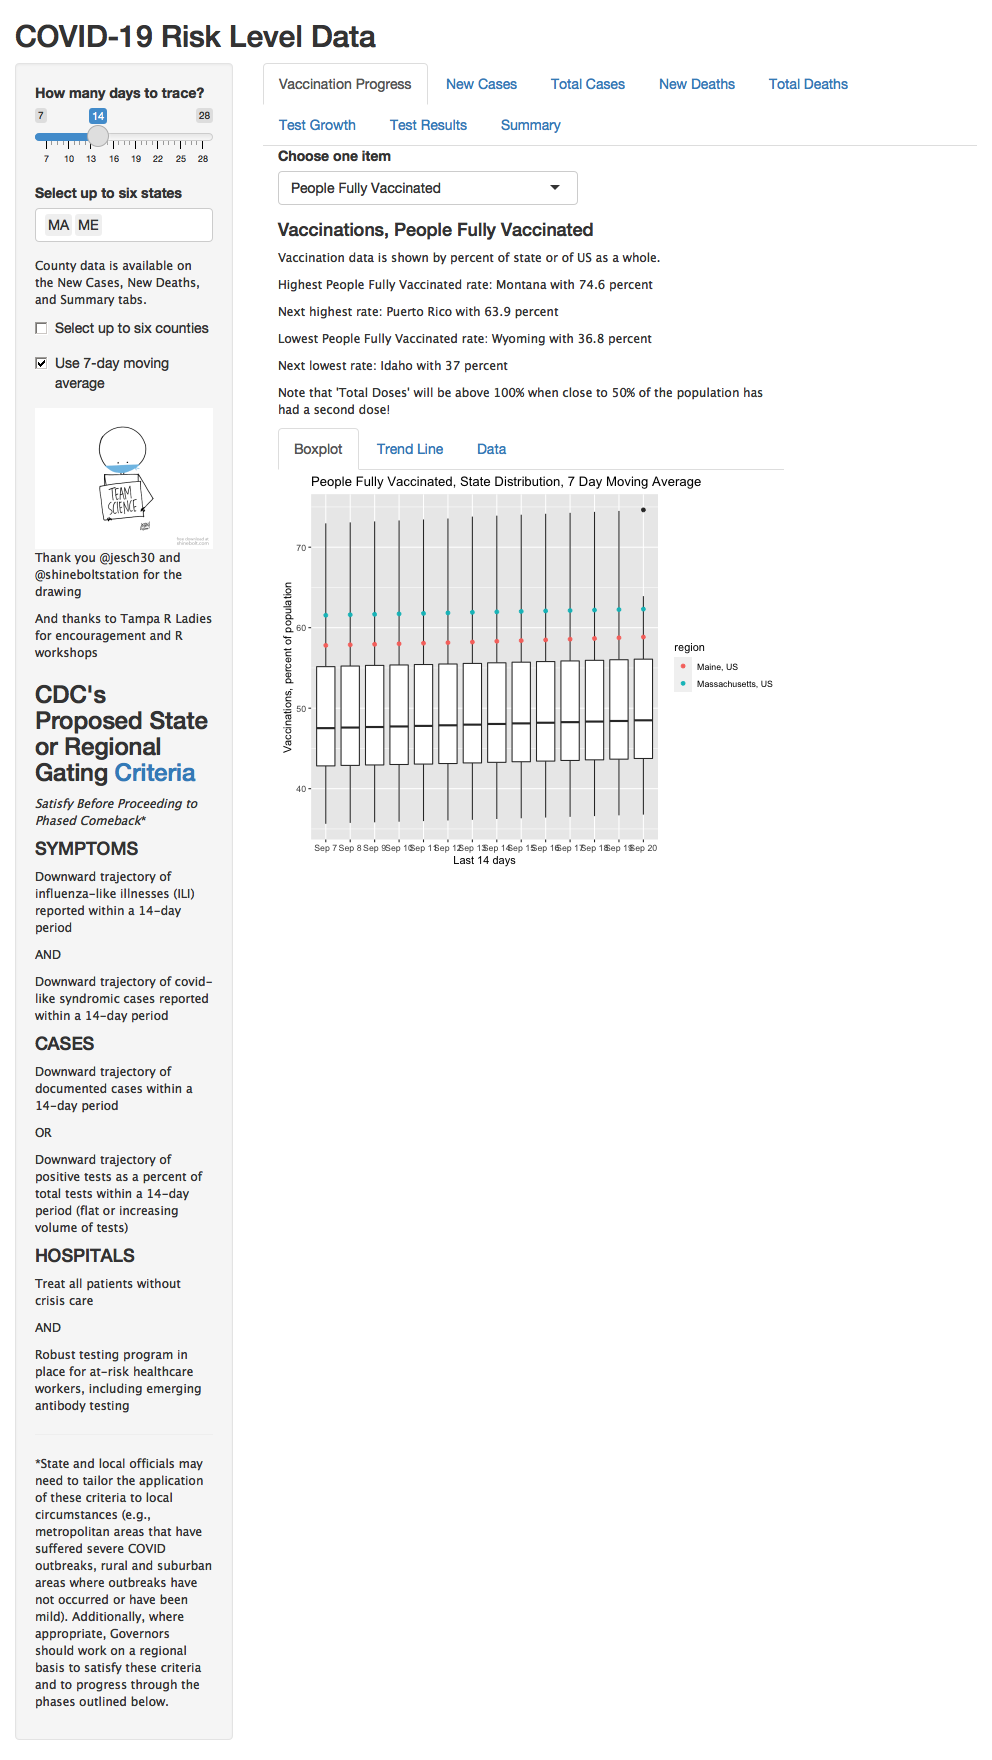 COVID-19 Risk Level Data
How many days to trace?
7 14 28
7 10 13 16 19 22 25 28
Select up to six states
MA ME
County data is available on
the New Cases, New Deaths,
and Summary tabs.
Select up to six counties
Use 7-day moving
average
TEAM
SCIENCE
Thank you @jesch30 and
@shineboltstation for the
drawing
And thanks to Tampa R Ladies
for encouragement and R
workshops
CDC's
Proposed State
or Regional
Gating Criteria
Satisfy Before Proceeding to
Phased Comeback*
SYMPTOMS
Downward trajectory of
influenza-like illnesses (ILI)
reported within a 14-day
period
AND
Downward trajectory of covid-
like syndromic cases reported
within a 14-day period
CASES
Downward trajectory of
documented cases within a
14-day period
OR
Downward trajectory of
positive tests as a percent of
total tests within a 14-day
period (flat or increasing
volume of tests)
HOSPITALS
Treat all patients without
crisis care
AND
Robust testing program in
place for at-risk healthcare
workers, including emerging
antibody testing
*State and local officials may
need to tailor the application
of these criteria to local
circumstances (e.g.,
metropolitan areas that have
suffered severe COVID
outbreaks, rural and suburban
areas where outbreaks have
not occurred or have been
mild). Additionally, where
appropriate, Governors
should work on a regional
basis to satisfy these criteria
and to progress through the
phases outlined below.
Vaccination Progress New Cases Total Cases New Deaths Total Deaths
Test Growth Test Results Summary
Choose one item
People Fully Vaccinated
Vaccinations, People Fully Vaccinated
Vaccination data is shown by percent of state or of US as a whole.
Highest People Fully Vaccinated rate: Montana with 74.6 percent
Next highest rate: Puerto Rico with 63.9 percent
Lowest People Fully Vaccinated rate: Wyoming with 36.8 percent
Next lowest rate: Idaho with 37 percent
Note that 'Total Doses' will be above 100% when close to 50% of the population has
had a second dose!
Boxplot Trend Line Data
People Fully Vaccinated, State Distribution, 7 Day Moving Average
Vaccinations, percent of population
70
60
50
40
Sep 7 Sep 8 Sep 9 Sep 10 Sep 11 Sep 12 Sep 13 Sep 14 Sep 15 Sep 16 Sep 17 Sep 18 Sep 19 Sep 20
Last 14 days
region
Maine, US
Massachusetts, US